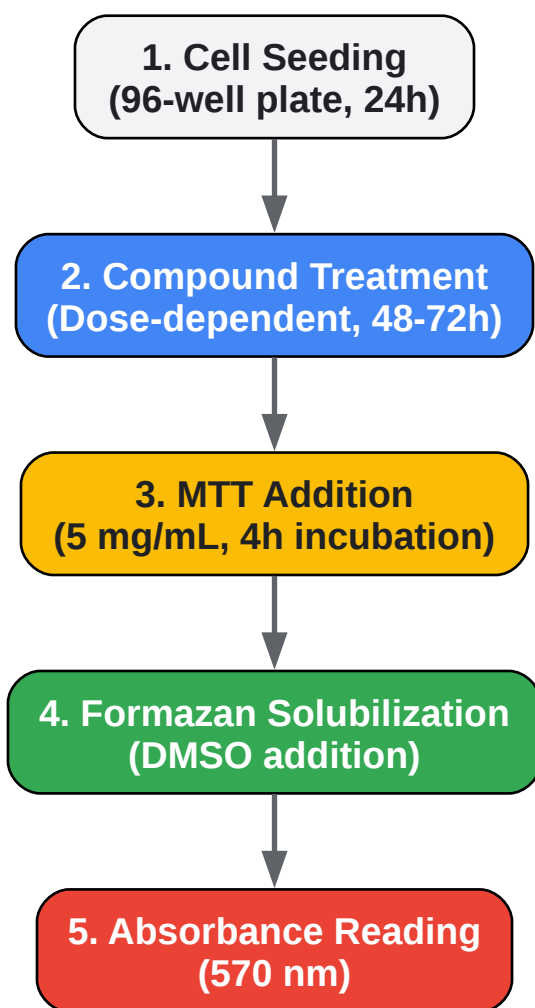 1. Cell Seeding
(96-well plate, 24h)
2. Compound Treatment
(Dose-dependent, 48-72h)
3. MTT Addition
(5 mg/mL, 4h incubation)
4. Formazan Solubilization
(DMSO addition)
5. Absorbance Reading
(570 nm)